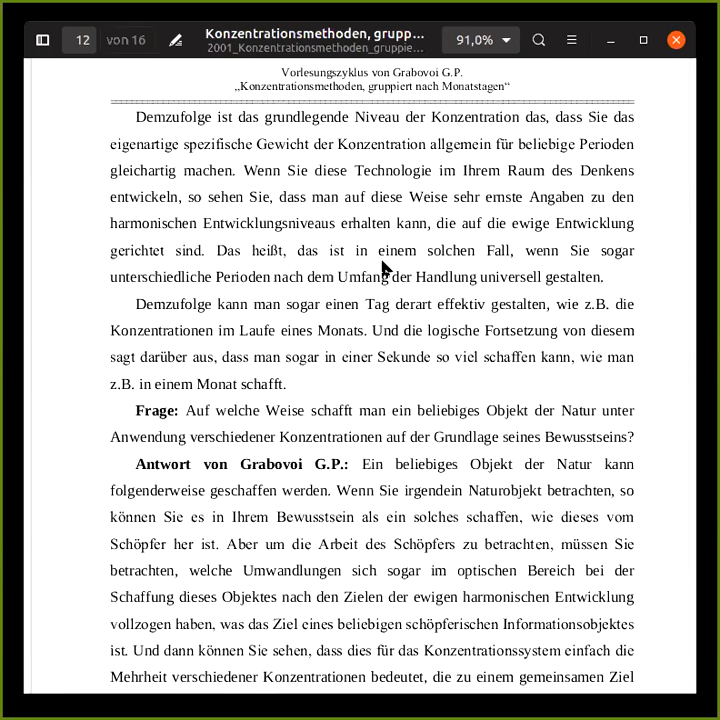 12 von 16
Konzentrationsmethoden, grupp...
2001_Konzentrationsmethoden_gruppie...
91,0%
Vorlesungszyklus von Grabovoi G.P.
„Konzentrationsmethoden, gruppiert nach Monatstagen“
Demzufolge ist das grundlegende Niveau der Konzentration das, dass Sie das
eigenartige spezifische Gewicht der Konzentration allgemein für beliebige Perioden
gleichartig machen. Wenn Sie diese Technologie im Ihrem Raum des Denkens
entwickeln, so sehen Sie, dass man auf diese Weise sehr ernste Angaben zu den
harmonischen Entwicklungsniveaus erhalten kann, die auf die ewige Entwicklung
gerichtet sind. Das heißt, das ist in einem solchen Fall, wenn Sie sogar
unterschiedliche Perioden nach dem Umfang der Handlung universell gestalten.
Demzufolge kann man sogar einen Tag derart effektiv gestalten, wie z.B. die
Konzentrationen im Laufe eines Monats. Und die logische Fortsetzung von diesem
sagt darüber aus, dass man sogar in einer Sekunde so viel schaffen kann, wie man
z.B. in einem Monat schafft.
Frage: Auf welche Weise schafft man ein beliebiges Objekt der Natur unter
Anwendung verschiedener Konzentrationen auf der Grundlage seines Bewusstseins?
Antwort von Grabovoi G.P.: Ein beliebiges Objekt der Natur kann
folgenderweise geschaffen werden. Wenn Sie irgendein Naturobjekt betrachten, so
können Sie es in Ihrem Bewusstsein als ein solches schaffen, wie dieses vom
Schöpfer her ist. Aber um die Arbeit des Schöpfers zu betrachten, müssen Sie
betrachten, welche Umwandlungen sich sogar im optischen Bereich bei der
Schaffung dieses Objektes nach den Zielen der ewigen harmonischen Entwicklung
vollzogen haben, was das Ziel eines beliebigen schöpferischen Informationsobjektes
ist. Und dann können Sie sehen, dass dies für das Konzentrationssystem einfach die
Mehrheit verschiedener Konzentrationen bedeutet, die zu einem gemeinsamen Ziel